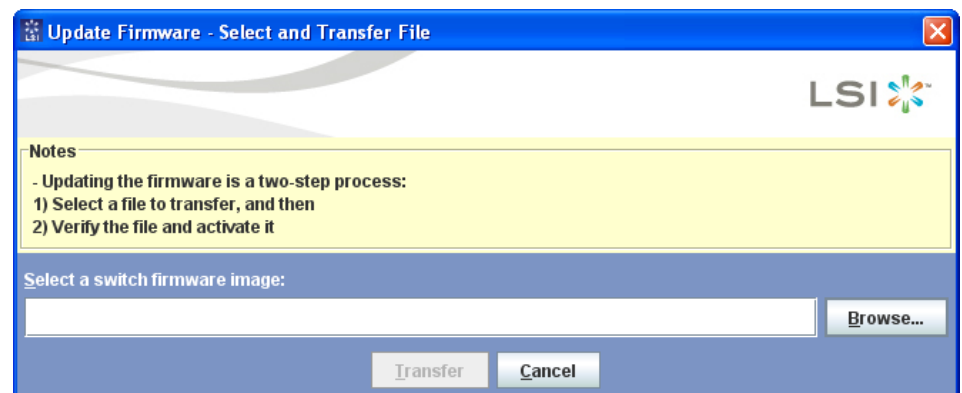 Update Firmware - Select and Transfer File
LSI™
Notes
- Updating the firmware is a two-step process:
1) Select a file to transfer, and then
2) Verify the file and activate it
Select a switch firmware image:
Browse...
Transfer
Cancel